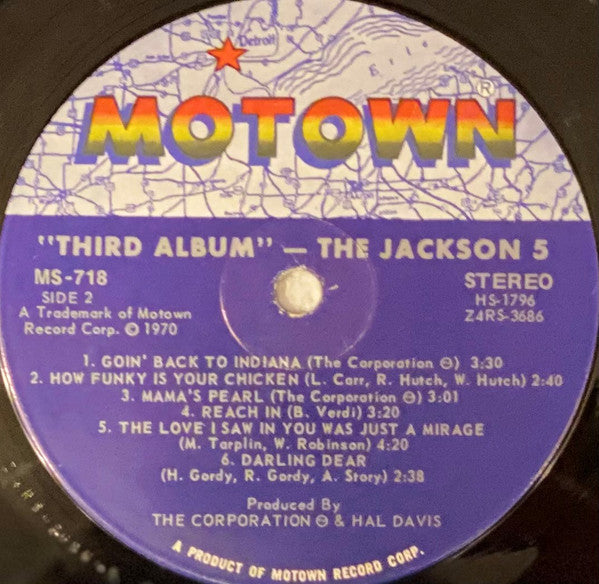 Detroit
Erie
MOTOWN ®
"THIRD ALBUM" — THE JACKSON 5
MS-718
STEREO
SIDE 2
HS-1796
A Trademark of Motown
Z4RS-3686
Record Corp. © 1970
1. GOIN' BACK TO INDIANA (The Corporation ⊖) 3:30
2. HOW FUNKY IS YOUR CHICKEN (L. Carr, R. Hutch, W. Hutch) 2:40
3. MAMA'S PEARL (The Corporation ⊖) 3:01
4. REACH IN (B. Verdi) 3:20
5. THE LOVE I SAW IN YOU WAS JUST A MIRAGE
(M. Tarplin, W. Robinson) 4:20
6. DARLING DEAR
(H. Gordy, R. Gordy, A. Story) 2:38
Produced By
THE CORPORATION ⊖ & HAL DAVIS
A PRODUCT OF MOTOWN RECORD CORP.